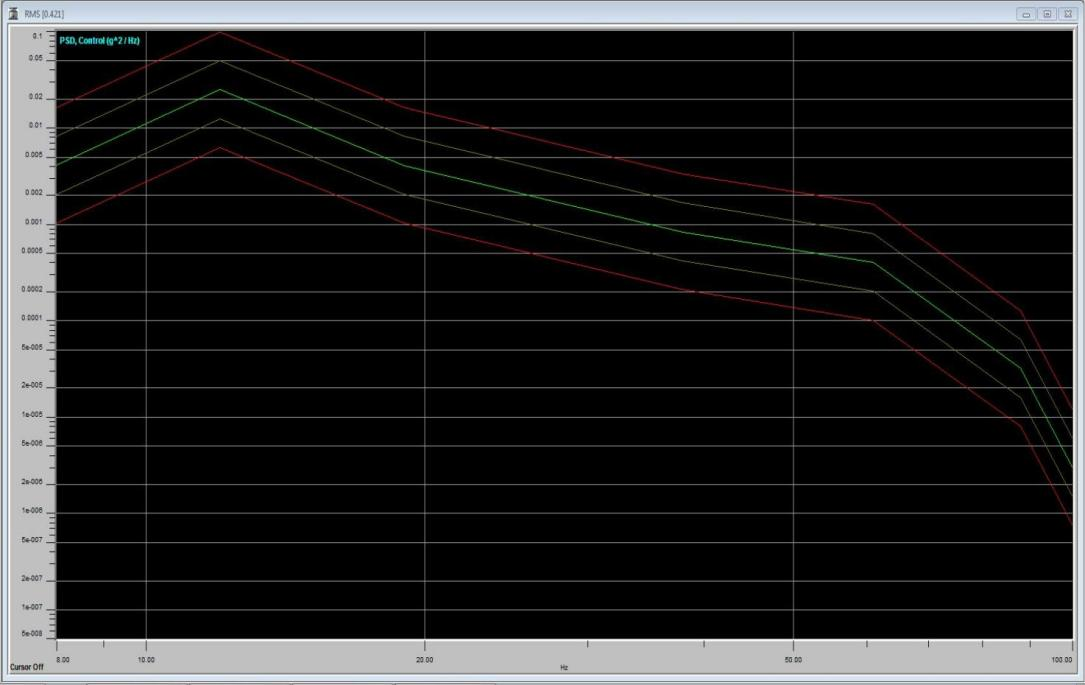 RMS [0.421]
PSD, Control (g^2 / Hz)
0.1
0.05
0.02
0.01
0.005
0.002
0.001
0.0005
0.0002
0.0001
5e-005
2e-005
1e-005
5e-006
2e-006
1e-006
5e-007
2e-007
1e-007
5e-008
8.00 10.00 20.00 50.00 100.00
Cursor Off Hz